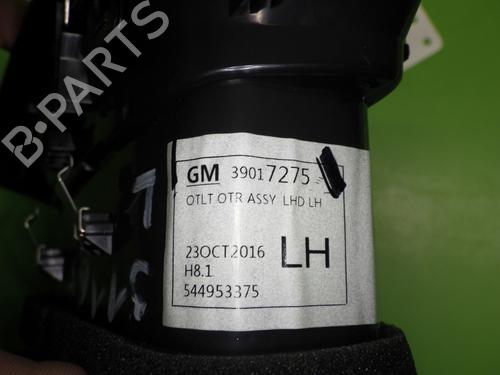 B-PARTS
GM 39017275
OTLT OTR ASSY LHD LH
23OCT2016 LH
H8.1
544953375